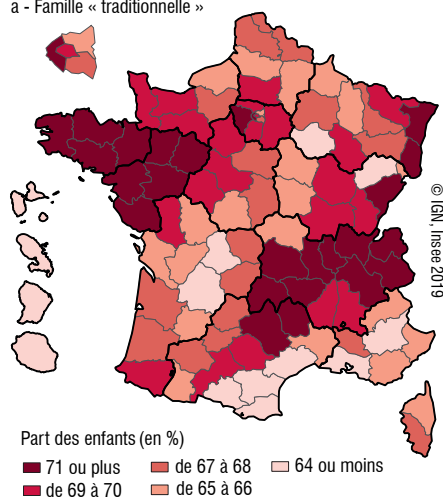 a - Famille « traditionnelle »
© IGN, Insee 2019
Part des enfants (en %)
71 ou plus de 67 à 68 64 ou moins
de 69 à 70 de 65 à 66